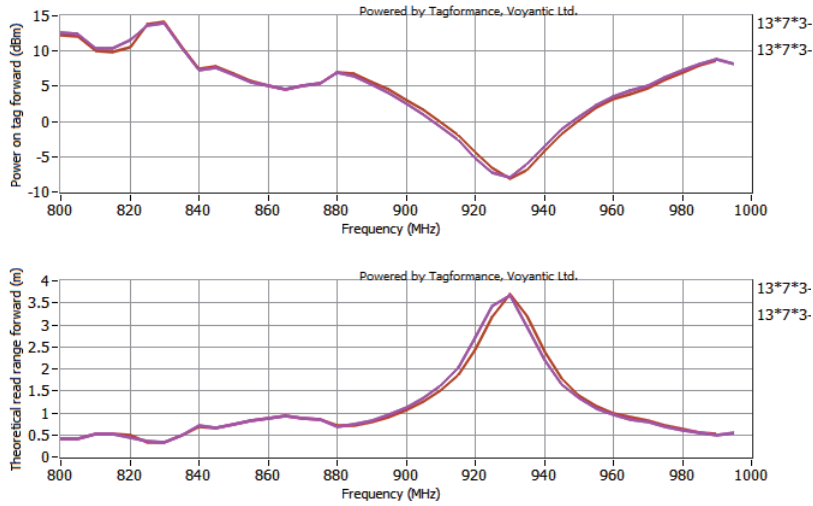 Powered by Tagformance, Voyantic Ltd.
Power on tag forward (dBm)
15
10
5
0
-5
-10
13*7*3-
13*7*3-
800 820 840 860 880 900 920 940 960 980 1000
Frequency (MHz)
Powered by Tagformance, Voyantic Ltd.
Theoretical read range forward (m)
4
3.5
3
2.5
2
1.5
1
0.5
0
13*7*3-
13*7*3-
800 820 840 860 880 900 920 940 960 980 1000
Frequency (MHz)